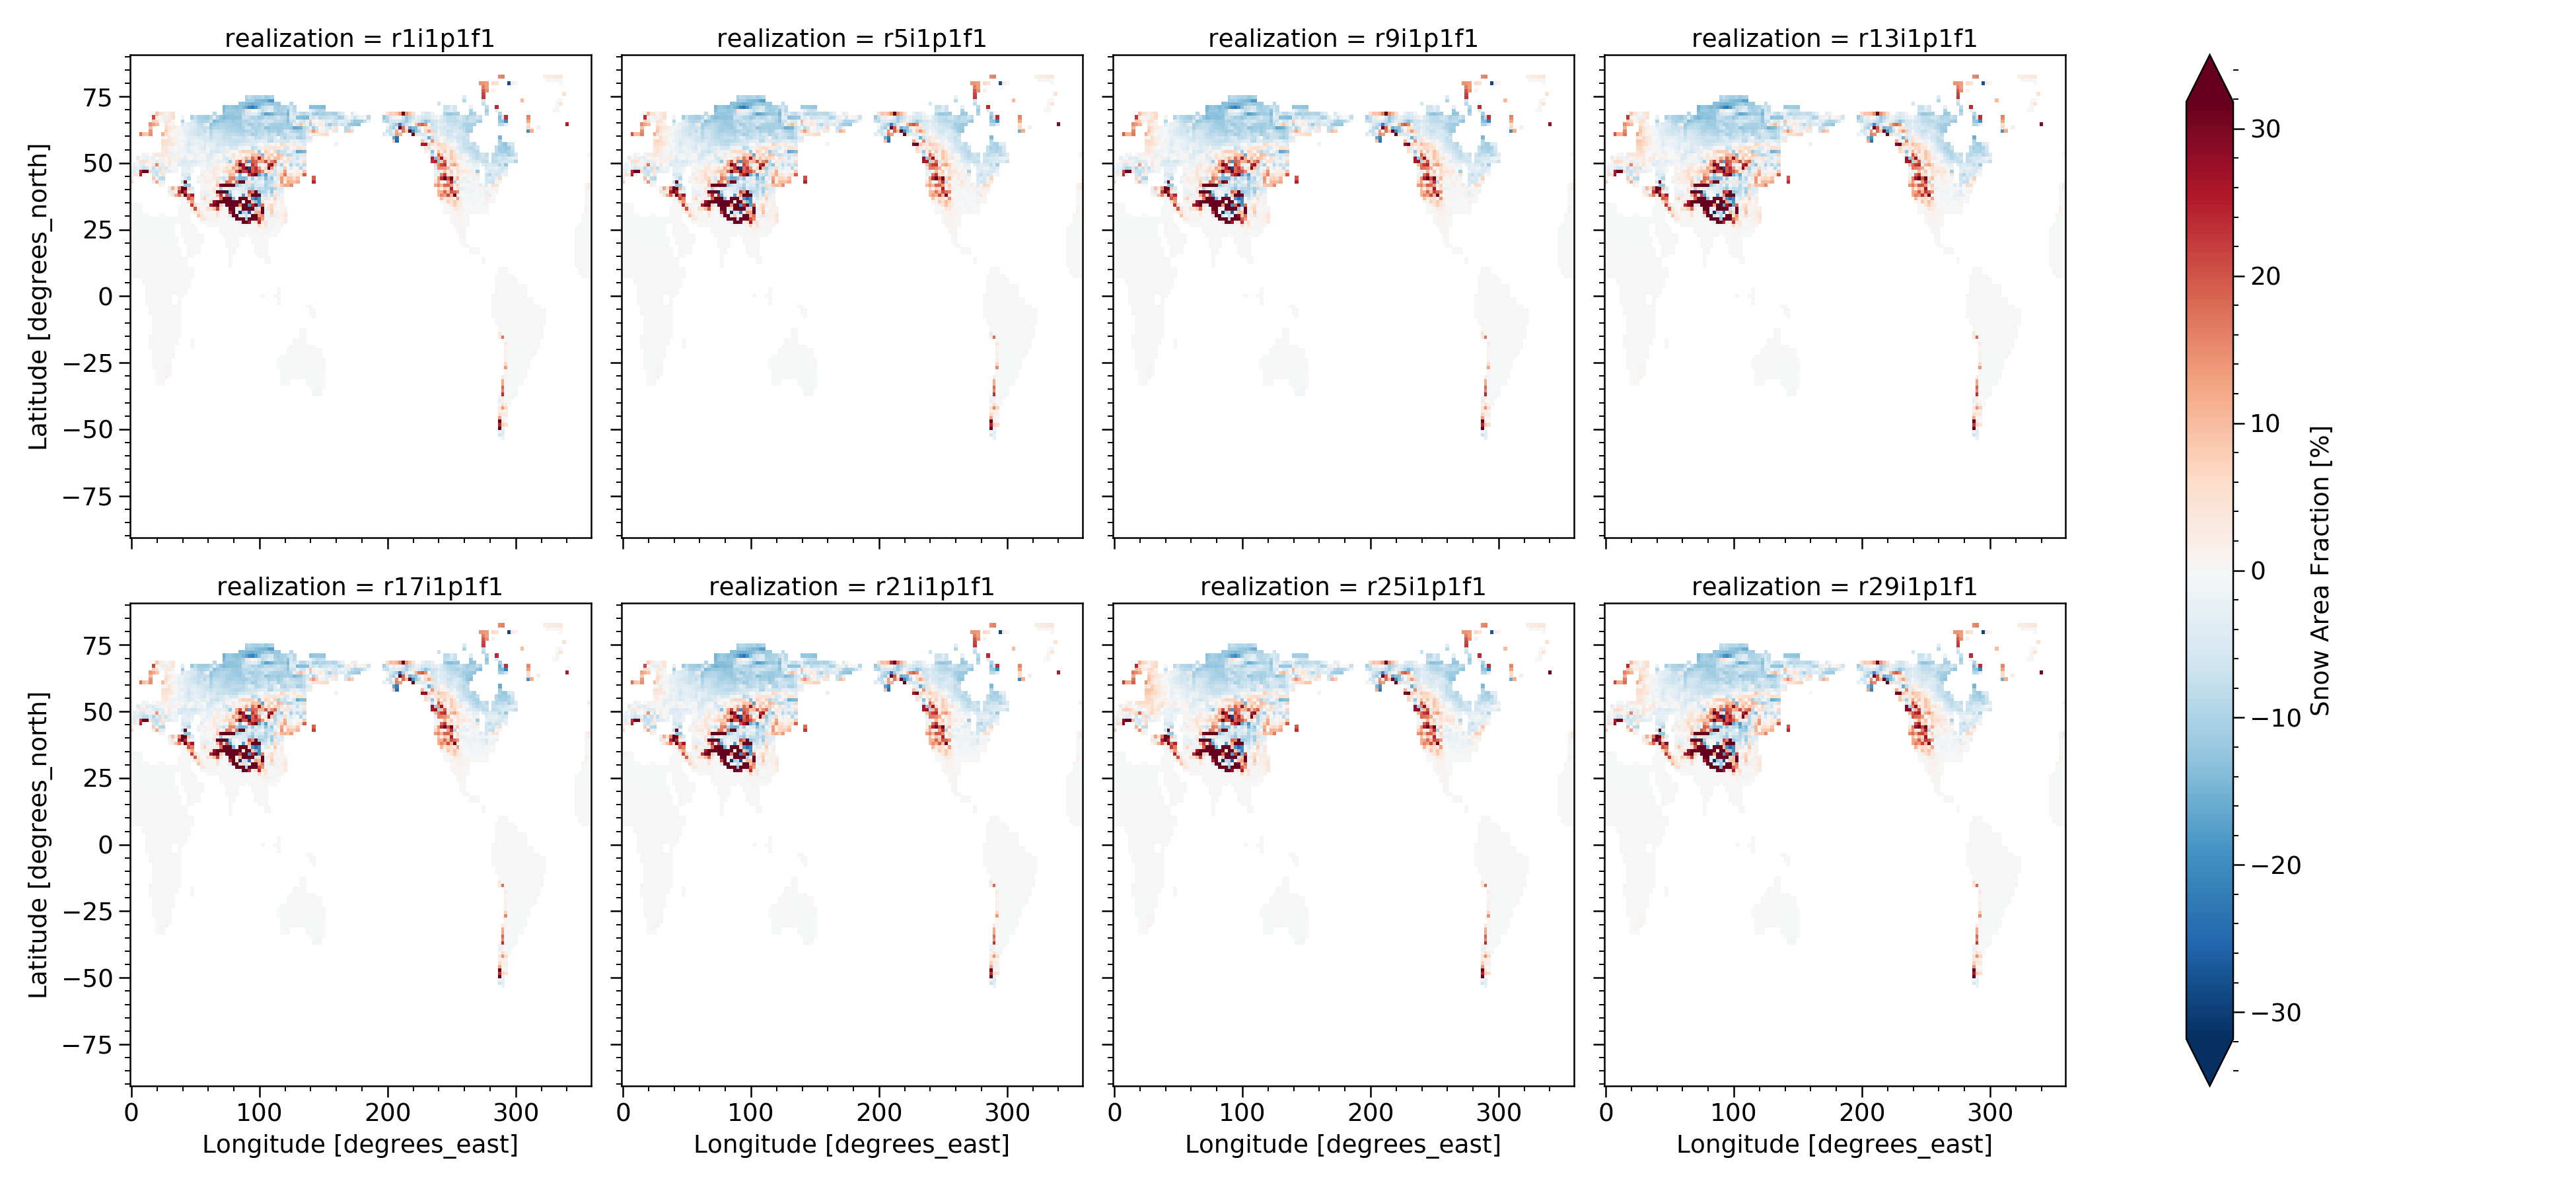 realization = r1i1p1f1
realization = r5i1p1f1
realization = r9i1p1f1
realization = r13i1p1f1
75
50
25
0
−25
−50
−75
Latitude [degrees_north]
realization = r17i1p1f1
realization = r21i1p1f1
realization = r25i1p1f1
realization = r29i1p1f1
75
50
25
0
−25
−50
−75
Latitude [degrees_north]
0 100 200 300
0 100 200 300
0 100 200 300
0 100 200 300
Longitude [degrees_east]
Longitude [degrees_east]
Longitude [degrees_east]
Longitude [degrees_east]
30
20
10
0
−10
−20
−30
Snow Area Fraction [%]